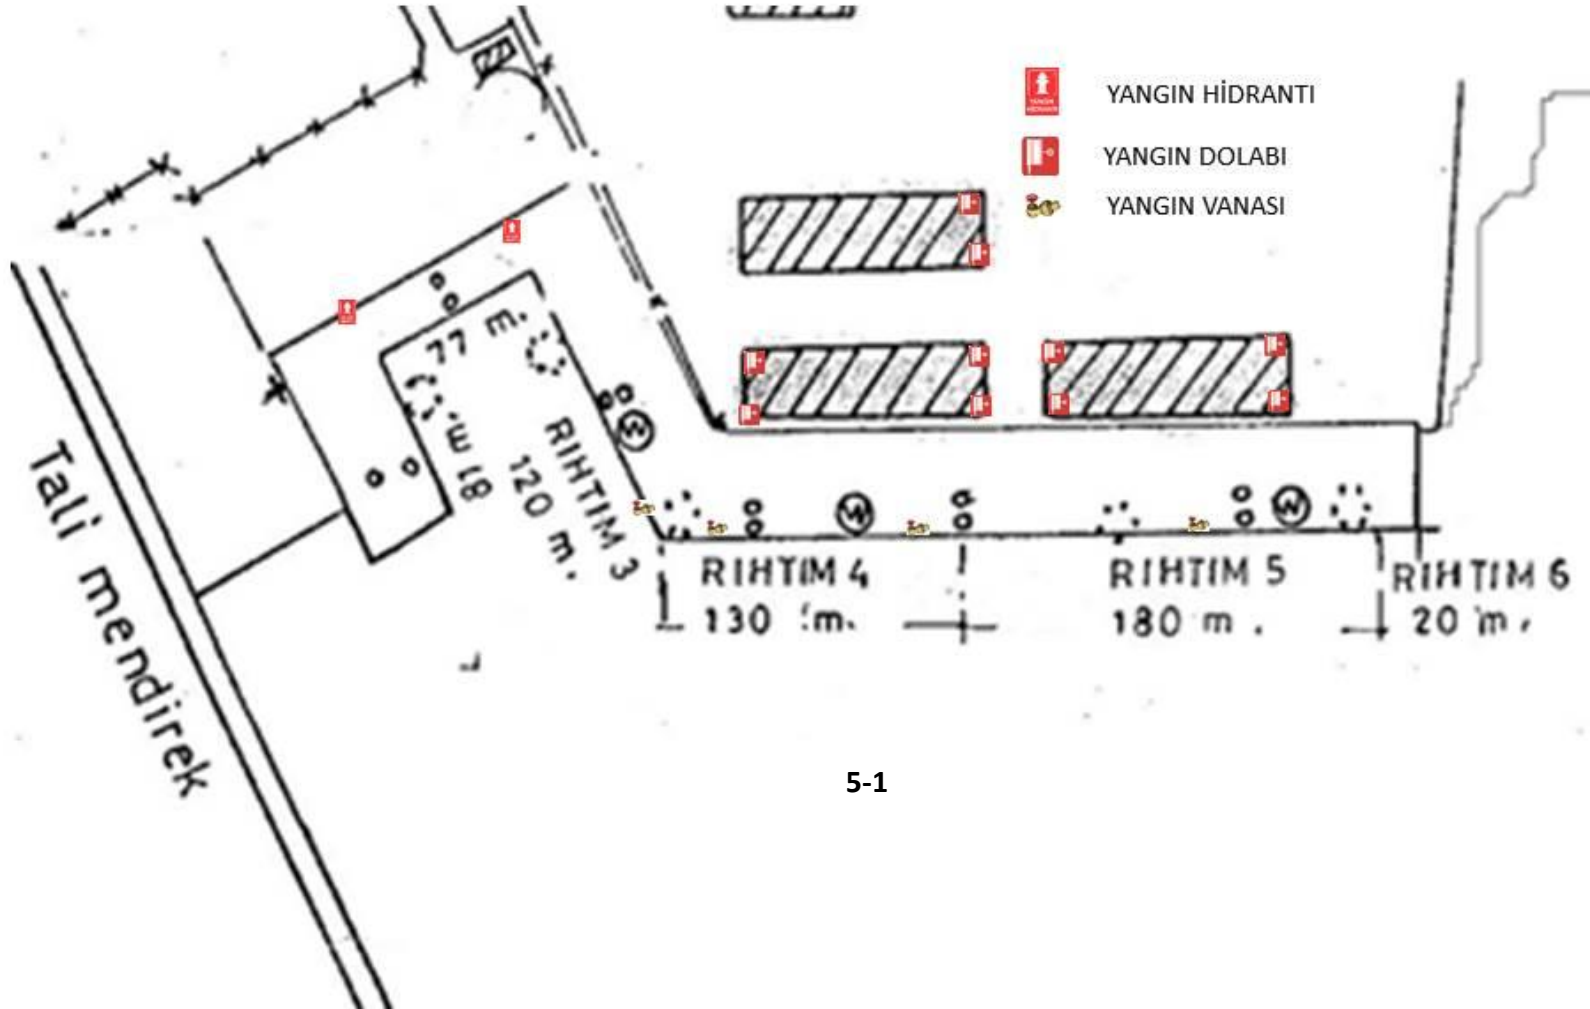 YANGIN HİDRANTI
YANGIN DOLABI
YANGIN VANASI
77 E.
81 E.
RIHTIM 3
120 m.
RIHTIM 4
130 m.
RIHTIM 5
180 m.
RIHTIM 6
20 m.
Tali mendirek
5-1